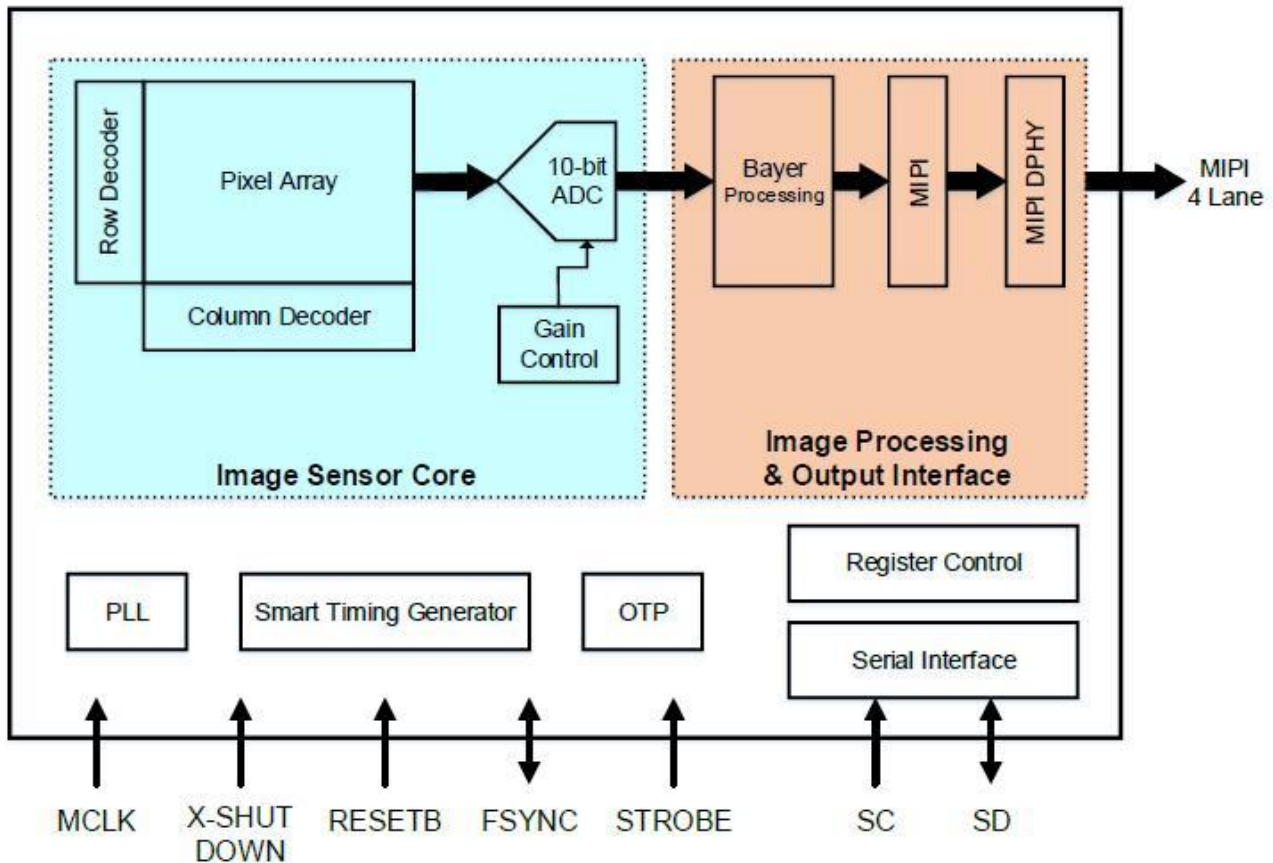 Row Decoder
Pixel Array
Column Decoder
10-bit
ADC
Gain
Control
Image Sensor Core
Bayer
Processing
MIPI
MIPI DPHY
Image Processing
& Output Interface
MIPI
4 Lane
PLL
Smart Timing Generator
OTP
Register Control
Serial Interface
MCLK
X-SHUT
DOWN
RESETB
FSYNC
STROBE
SC
SD